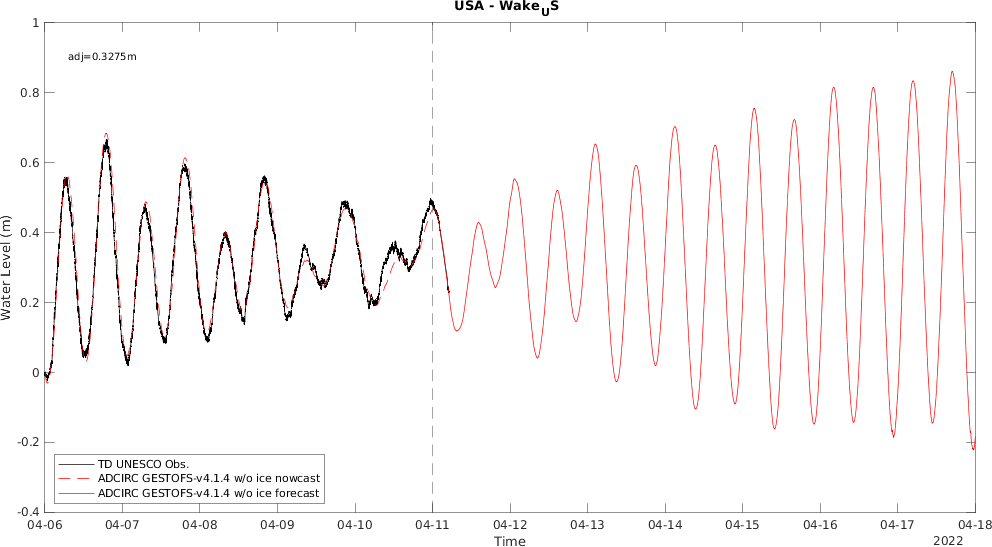 USA - Wake_US
1
adj=0.3275m
0.8
0.6
0.4
0.2
0
-0.2
-0.4
Water Level (m)
TD UNESCO Obs.
ADCIRC GESTOFS-v4.1.4 w/o ice nowcast
ADCIRC GESTOFS-v4.1.4 w/o ice forecast
04-06 04-07 04-08 04-09 04-10 04-11 04-12 04-13 04-14 04-15 04-16 04-17 04-18
Time
2022